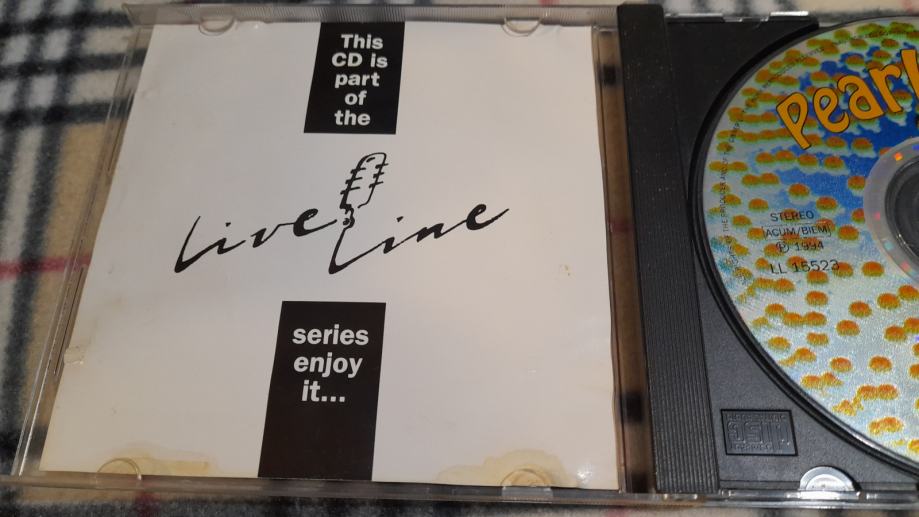 This
CD is
part
of
the
Live Line
series
enjoy
it...
Pearl
STEREO
ACUM/BIEM
℗ 1994
LL 15523